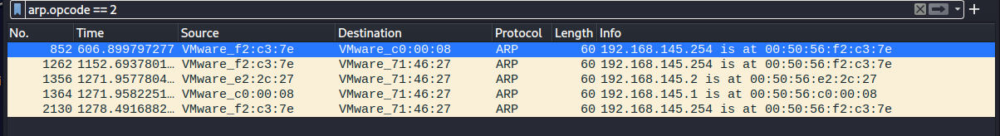 arp.opcode == 2
No. Time Source Destination Protocol Length Info
852 606.899797277 VMware_f2:c3:7e VMware_c0:00:08 ARP 60 192.168.145.254 is at 00:50:56:f2:c3:7e
1262 1152.6937801… VMware_f2:c3:7e VMware_71:46:27 ARP 60 192.168.145.254 is at 00:50:56:f2:c3:7e
1356 1271.9577804… VMware_e2:2c:27 VMware_71:46:27 ARP 60 192.168.145.2 is at 00:50:56:e2:2c:27
1364 1271.9582251… VMware_c0:00:08 VMware_71:46:27 ARP 60 192.168.145.1 is at 00:50:56:c0:00:08
2130 1278.4916882… VMware_f2:c3:7e VMware_71:46:27 ARP 60 192.168.145.254 is at 00:50:56:f2:c3:7e